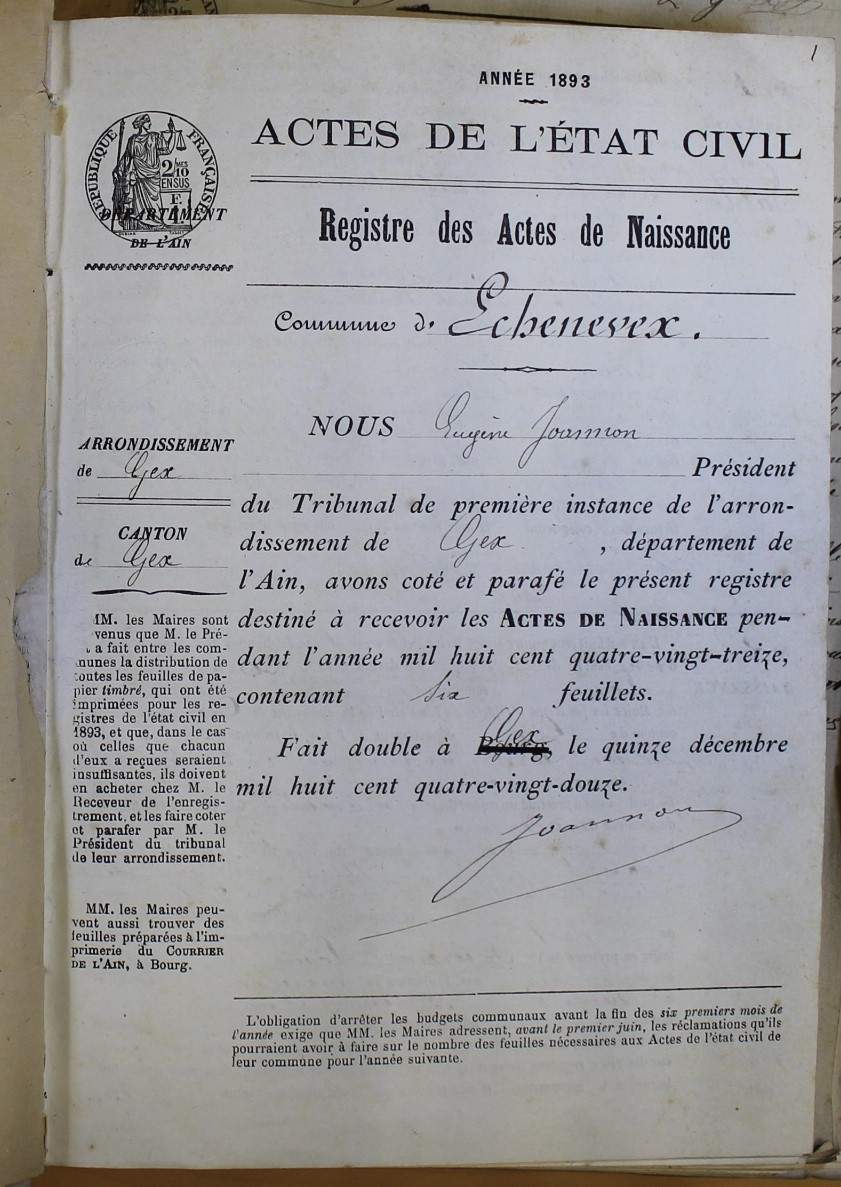 1
ANNÉE 1893
ACTES DE L'ÉTAT CIVIL
RÉPUBLIQUE FRANÇAISE
2/10
EN SUS
DÉPARTEMENT
DE L'AIN
Registre des Actes de Naissance
Commune d' Echenevex.
ARRONDISSEMENT
de Gex
CANTON
de Gex
MM. les Maires sont
venus que M. le Pré-
a fait entre les com-
munes la distribution de
toutes les feuilles de pa-
pier timbré, qui ont été
imprimées pour les re-
gistres de l'état civil en
1893, et que, dans le cas
où celles que chacun
d'eux a reçues seraient
insuffisantes, ils doivent
en acheter chez M. le
Receveur de l'enregis-
trement, et les faire coter
et parafer par M. le
Président du tribunal
de leur arrondissement.
MM. les Maires peu-
vent aussi trouver des
feuilles préparées à l'im-
primerie du COURRIER
DE L'AIN, à Bourg.
NOUS Eugène Joannon
Président
du Tribunal de première instance de l'arron-
dissement de Gex, département de
l'Ain, avons coté et parafé le présent registre
destiné à recevoir les ACTES DE NAISSANCE pen-
dant l'année mil huit cent quatre-vingt-treize,
contenant six feuillets.
Gex
Fait double à Bourg, le quinze décembre
mil huit cent quatre-vingt-douze.
Joannon
L'obligation d'arrêter les budgets communaux avant la fin des six premiers mois de
l'année exige que MM. les Maires adressent, avant le premier juin, les réclamations qu'ils
pourraient avoir à faire sur le nombre des feuilles nécessaires aux Actes de l'état civil de
leur commune pour l'année suivante.